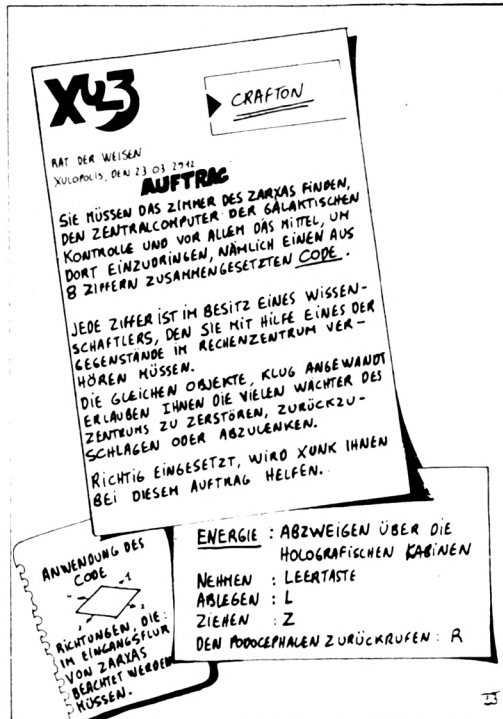 XUL3
CRAFTON
RAT DER WEISEN
XULOPOLIS, DEN 23 03 2912
AUFTRAG
SIE MÜSSEN DAS ZIMMER DES ZARXAS FINDEN,
DEN ZENTRALCOMPUTER DER GALAKTISCHEN
KONTROLLE UND VOR ALLEM DAS MITTEL, UM
DORT EINZUDRINGEN, NÄMLICH EINEN AUS
8 ZIFFERN ZUSAMMENGESETZTEN CODE.
JEDE ZIFFER IST IM BESITZ EINES WISSEN-
SCHAFTLERS, DEN SIE MIT HILFE EINES DER
GEGENSTÄNDE IM RECHENZENTRUM VER-
HÖREN MÜSSEN.
DIE GLEICHEN OBJEKTE, KLUG ANGEWANDT
ERLAUBEN IHNEN DIE VIELEN WÄCHTER DES
ZENTRUMS ZU ZERSTÖREN, ZURÜCKZU-
SCHLAGEN ODER ABZULENKEN.
RICHTIG EINGESETZT, WIRD XUNK IHNEN
BEI DIESEM AUFTRAG HELFEN.
ANWENDUNG DES
CODE
1
RICHTUNGEN, DIE
IM EINGANGSFLUR
VON ZARXAS
BEACHTET WERDEN
MÜSSEN.
ENERGIE : ABZWEIGEN ÜBER DIE
HOLOGRAFISCHEN KABINEN
NEHMEN : LEERTASTE
ABLEGEN : L
ZIEHEN : Z
DEN PODOCEPHALEN ZURÜCKRUFEN : R